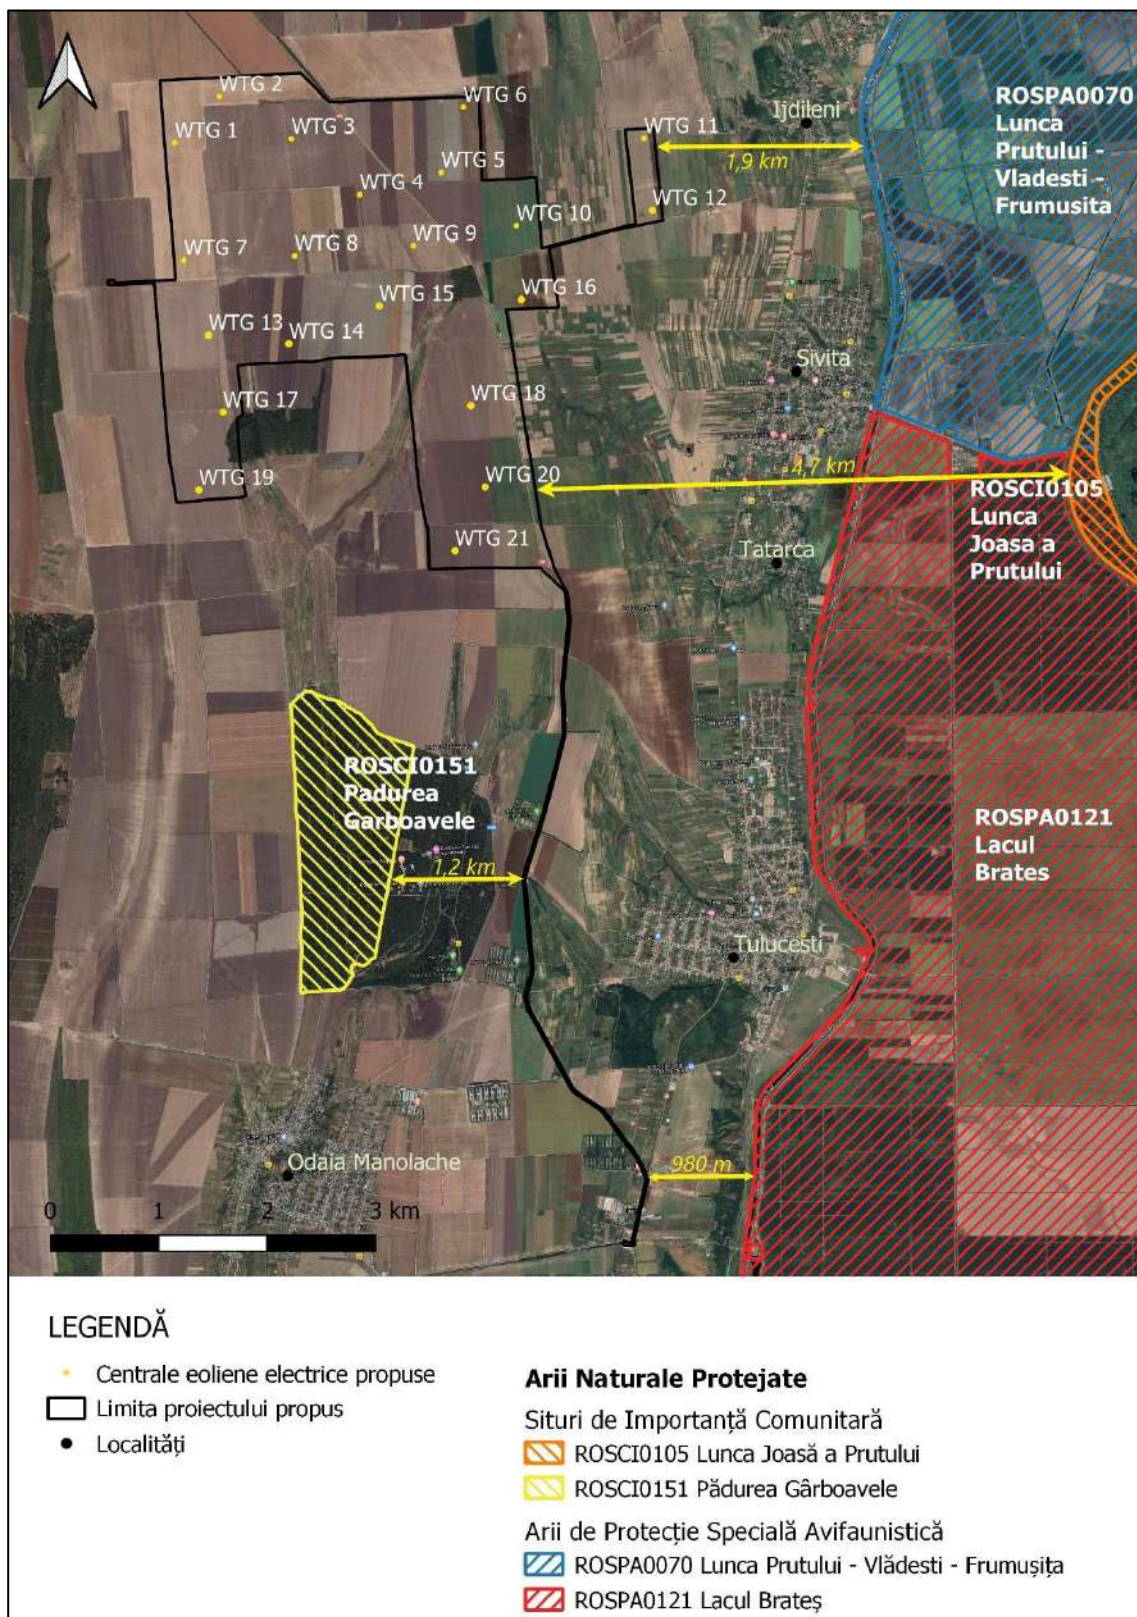 WTG 2
WTG 6
WTG 1
WTG 3
WTG 11
Ijdileni
ROSPA0070
Lunca
Prutului -
Vladesti -
Frumusita
1,9 km
WTG 5
WTG 4
WTG 12
WTG 10
WTG 7
WTG 8
WTG 9
WTG 16
WTG 15
WTG 13
WTG 14
Sivita
WTG 17
WTG 18
4,7 km
WTG 19
WTG 20
ROSCI0105
Lunca
Joasa a
Prutului
WTG 21
Tatarca
ROSCI0151
Padurea
Garboavele
ROSPA0121
Lacul
Brates
1,2 km
Tulucesti
Odaia Manolache
980 m
0 1 2 3 km
LEGENDĂ
Centrale eoliene electrice propuse
Limita proiectului propus
Localități
Arii Naturale Protejate
Situri de Importanță Comunitară
ROSCI0105 Lunca Joasă a Prutului
ROSCI0151 Pădurea Gârboavele
Arii de Protecție Specială Avifaunistică
ROSPA0070 Lunca Prutului - Vlădesti - Frumușița
ROSPA0121 Lacul Brateș